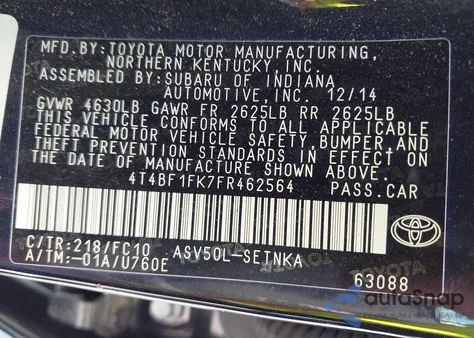 MFD.BY:TOYOTA MOTOR MANUFACTURING,
NORTHERN KENTUCKY,INC.
ASSEMBLED BY:SUBARU OF INDIANA
AUTOMOTIVE,INC. 12/14
GVWR 4630LB GAWR FR 2625LB RR 2625LB
THIS VEHICLE CONFORMS TO ALL APPLICABLE
FEDERAL MOTOR VEHICLE SAFETY,BUMPER,AND
THEFT PREVENTION STANDARDS IN EFFECT ON
THE DATE OF MANUFACTURE SHOWN ABOVE.
4T4BF1FK7FR462564 PASS.CAR
C/TR:218/FC10 ASV50L-SETNKA
A/TM:-01A/U760E
63088
TOYOTA
autoSnap